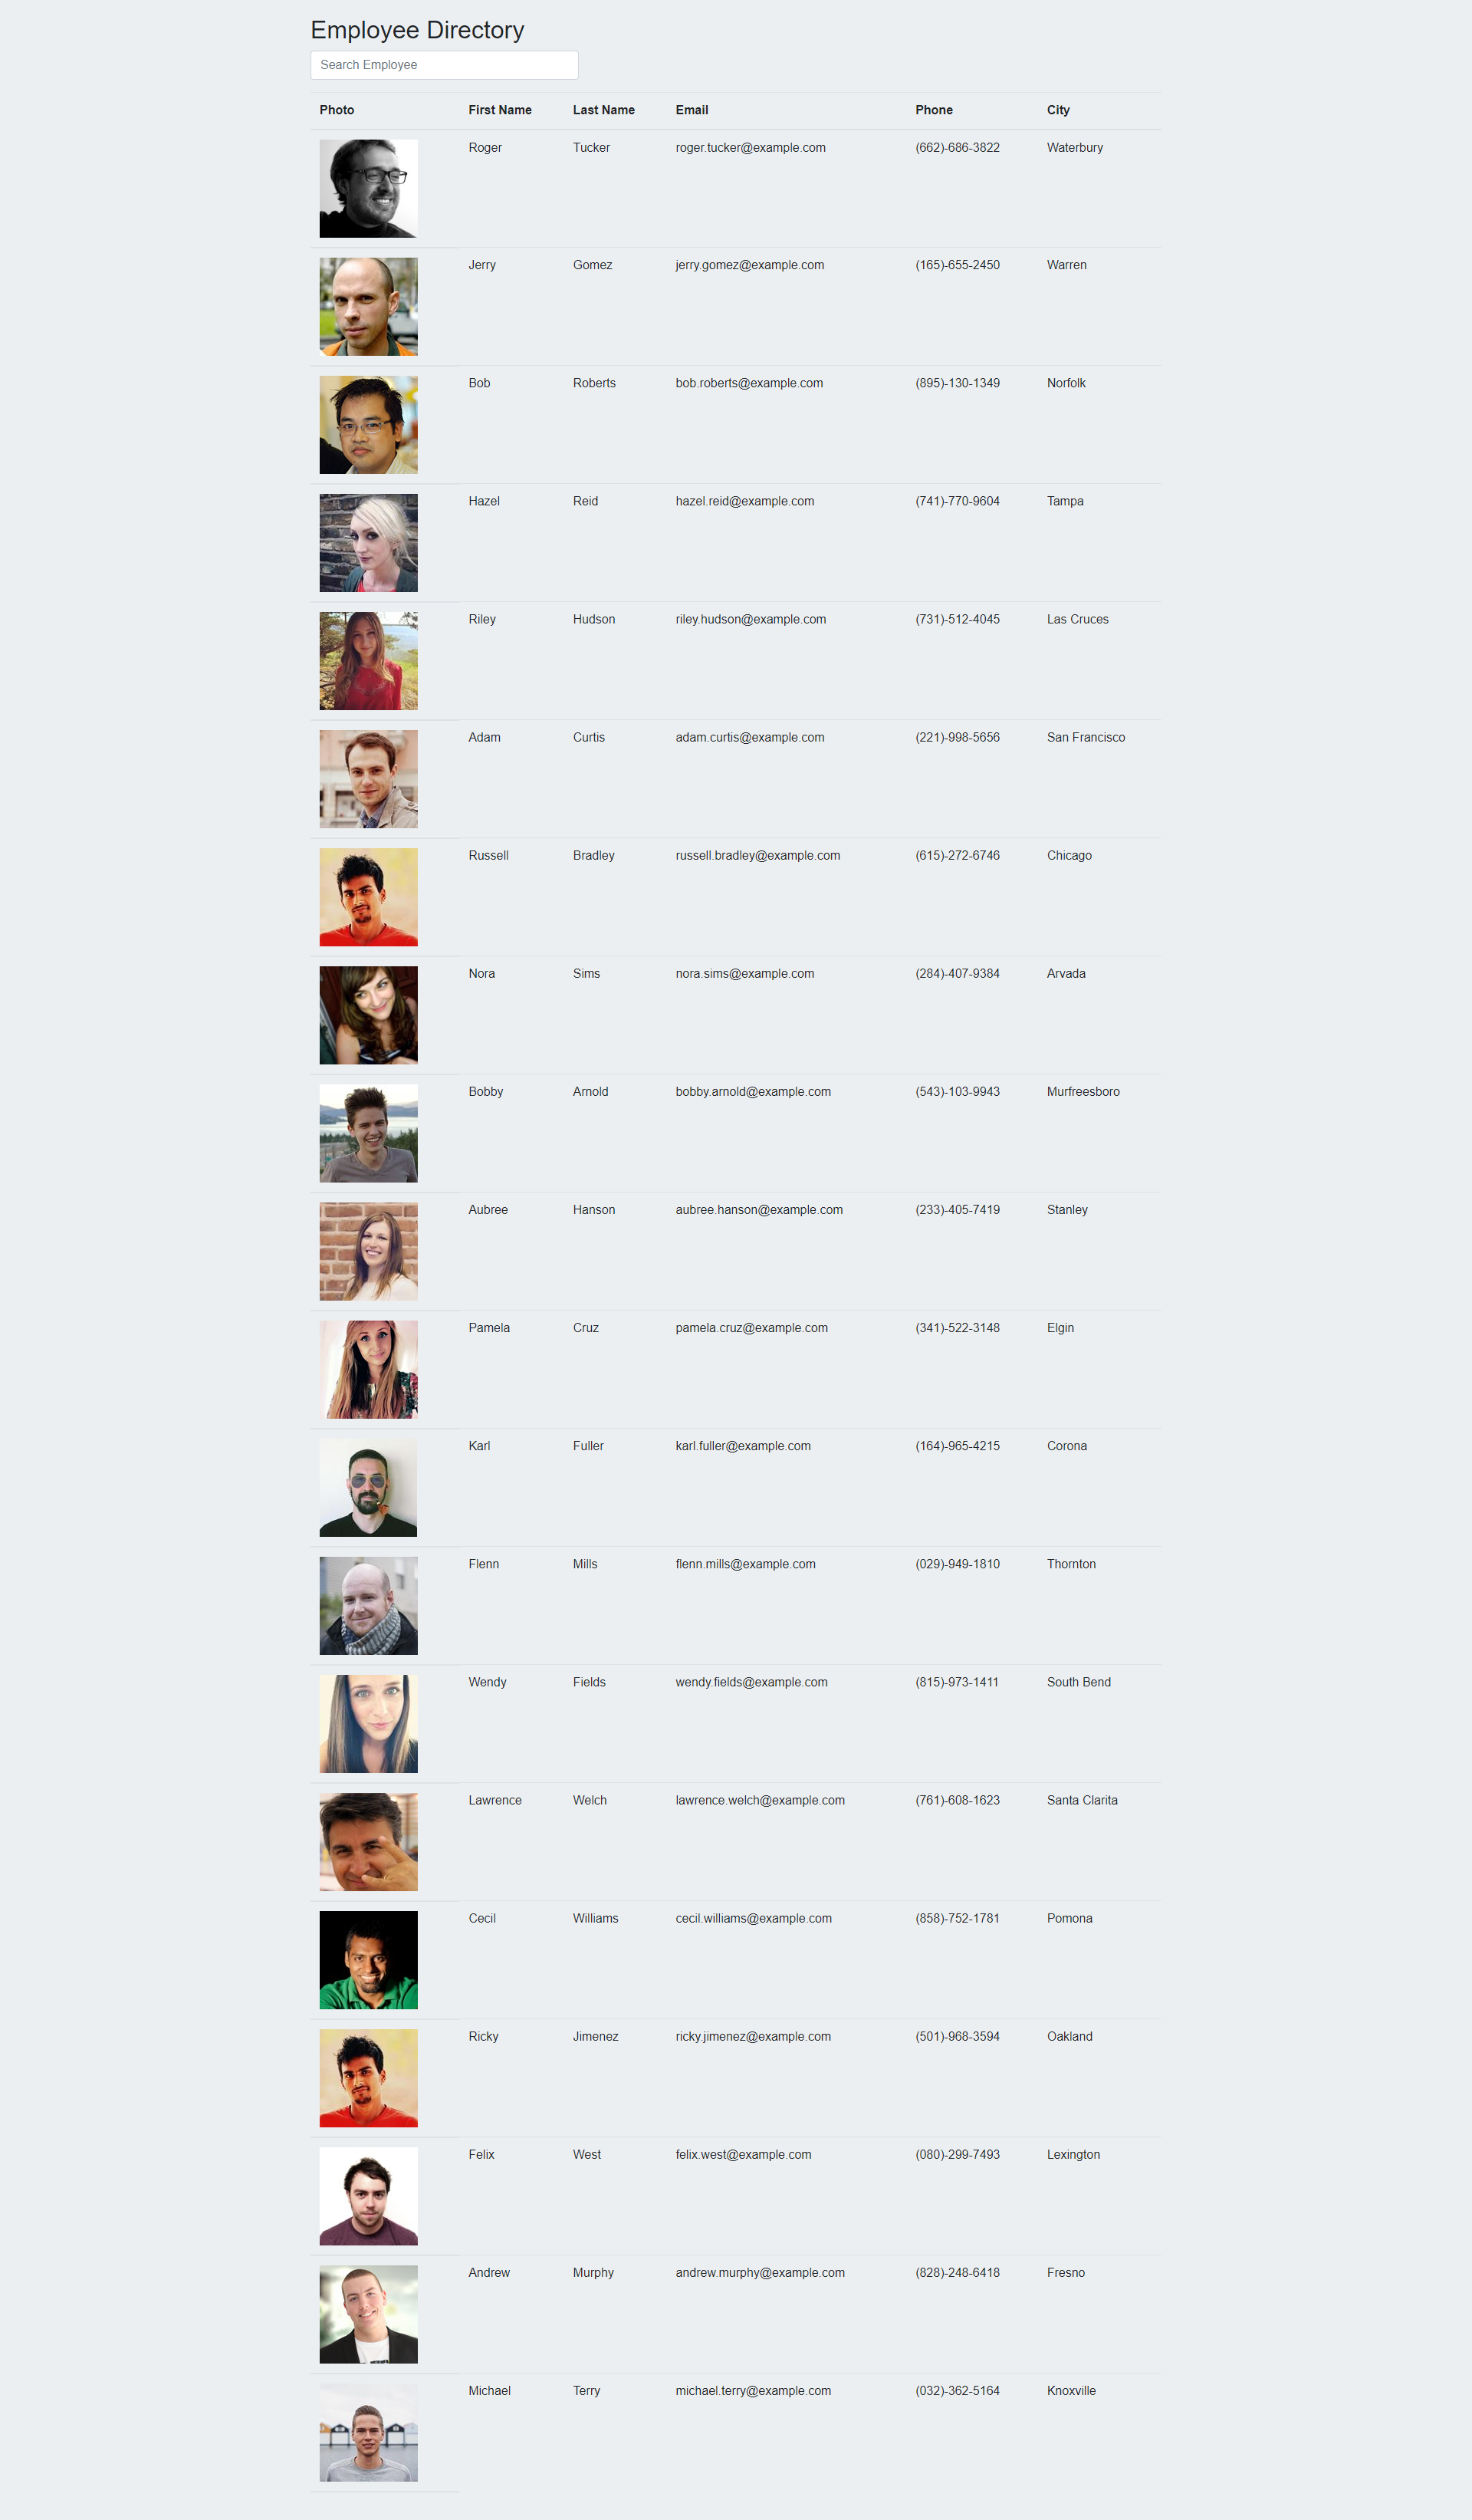 Employee Directory
Search Employee
Photo First Name Last Name Email Phone City
Roger Tucker roger.tucker@example.com (662)-686-3822 Waterbury
Jerry Gomez jerry.gomez@example.com (165)-655-2450 Warren
Bob Roberts bob.roberts@example.com (895)-130-1349 Norfolk
Hazel Reid hazel.reid@example.com (741)-770-9604 Tampa
Riley Hudson riley.hudson@example.com (731)-512-4045 Las Cruces
Adam Curtis adam.curtis@example.com (221)-998-5656 San Francisco
Russell Bradley russell.bradley@example.com (615)-272-6746 Chicago
Nora Sims nora.sims@example.com (284)-407-9384 Arvada
Bobby Arnold bobby.arnold@example.com (543)-103-9943 Murfreesboro
Aubree Hanson aubree.hanson@example.com (233)-405-7419 Stanley
Pamela Cruz pamela.cruz@example.com (341)-522-3148 Elgin
Karl Fuller karl.fuller@example.com (164)-965-4215 Corona
Flenn Mills flenn.mills@example.com (029)-949-1810 Thornton
Wendy Fields wendy.fields@example.com (815)-973-1411 South Bend
Lawrence Welch lawrence.welch@example.com (761)-608-1623 Santa Clarita
Cecil Williams cecil.williams@example.com (858)-752-1781 Pomona
Ricky Jimenez ricky.jimenez@example.com (501)-968-3594 Oakland
Felix West felix.west@example.com (080)-299-7493 Lexington
Andrew Murphy andrew.murphy@example.com (828)-248-6418 Fresno
Michael Terry michael.terry@example.com (032)-362-5164 Knoxville